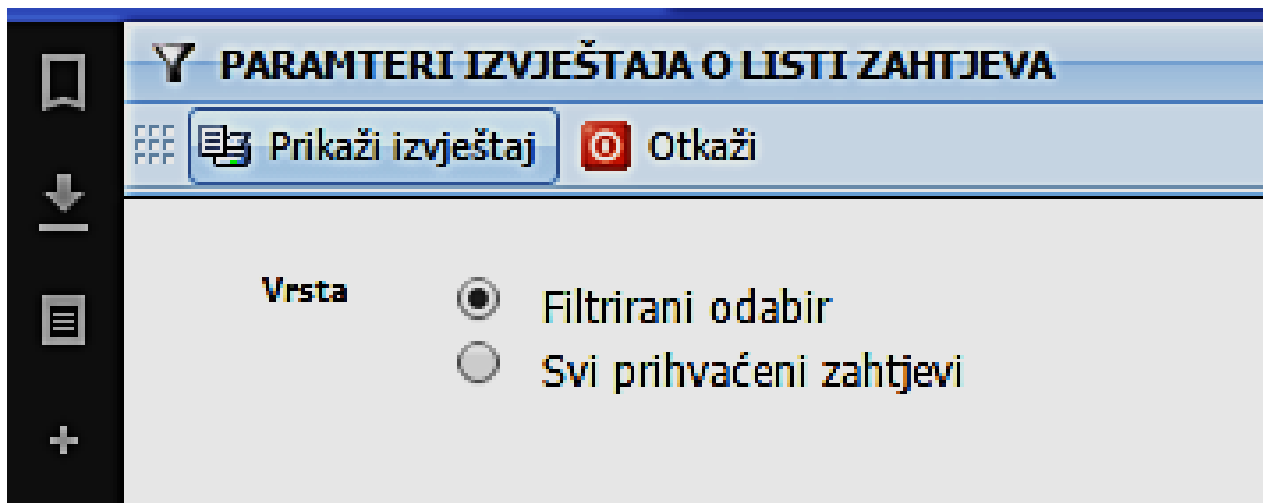 PARAMTERI IZVJEŠTAJA O LISTI ZAHTJEVA
Prikaži izvještaj Otkaži
Vrsta Filtrirani odabir
Svi prihvaćeni zahtjevi